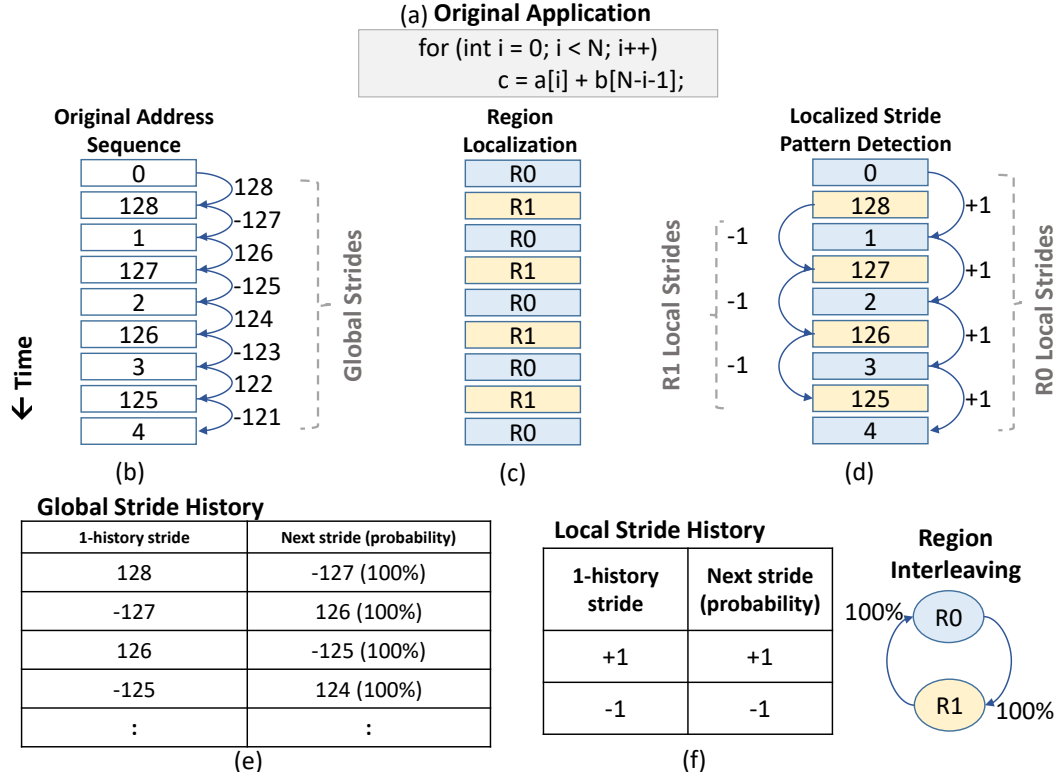 (a) Original Application
for (int i = 0; i < N; i++)
c = a[i] + b[N-i-1];
Original Address
Sequence
0
128
1
127
2
126
3
125
4
128
-127
126
-125
124
-123
122
-121
Global Strides
← Time
(b)
Region
Localization
R0
R1
R0
R1
R0
R1
R0
R1
R0
(c)
Localized Stride
Pattern Detection
R1 Local Strides
-1
-1
-1
0
128
1
127
2
126
3
125
4
+1
+1
+1
+1
R0 Local Strides
(d)
Global Stride History
1-history stride Next stride (probability)
128 -127 (100%)
-127 126 (100%)
126 -125 (100%)
-125 124 (100%)
: :
(e)
Local Stride History
1-history
stride
Next stride
(probability)
+1 +1
-1 -1
(f)
Region
Interleaving
100%
R0
R1
100%